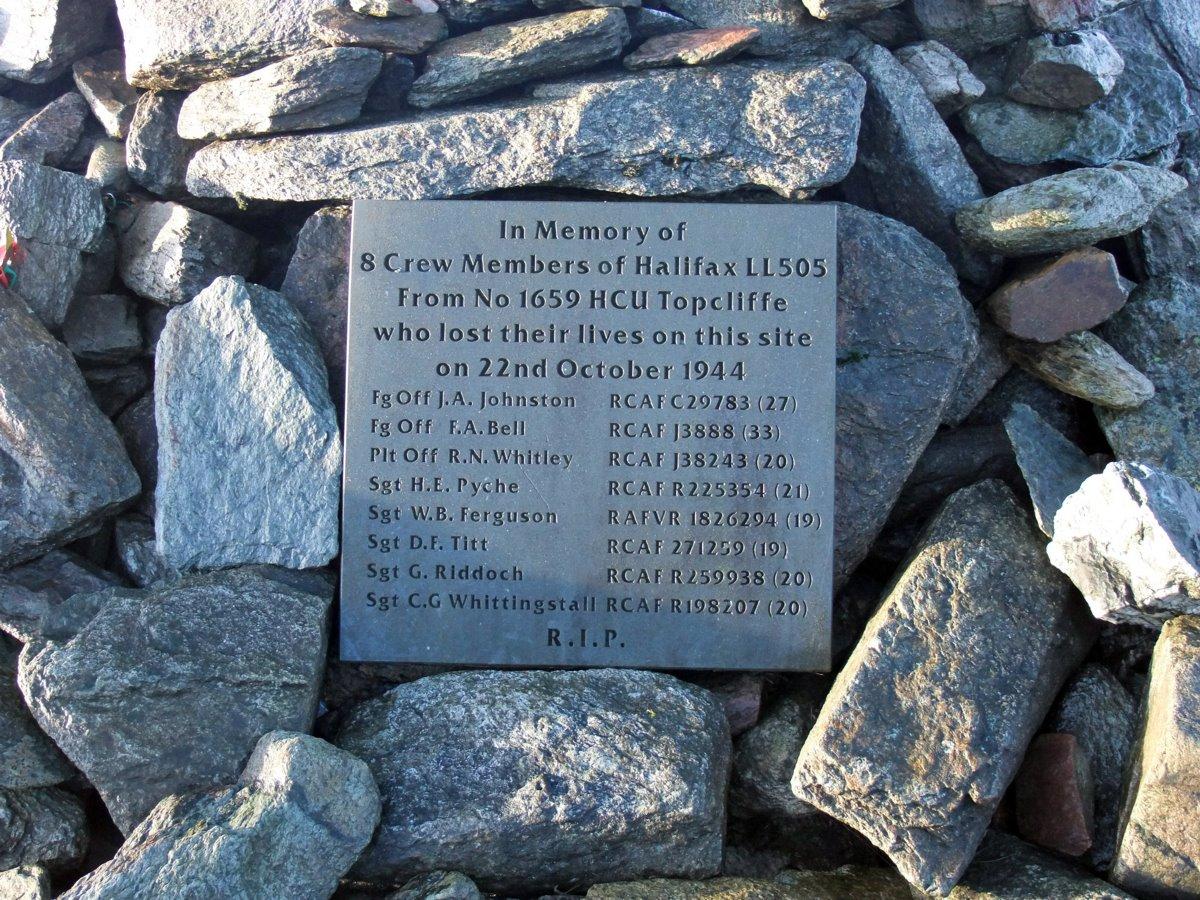 In Memory of
8 Crew Members of Halifax LL505
From No 1659 HCU Topcliffe
who lost their lives on this site
on 22nd October 1944
Fg Off J.A. Johnston RCAF C29783 (27)
Fg Off F.A. Bell RCAF J3888 (33)
Plt Off R.N. Whitley RCAF J38243 (20)
Sgt H.E. Pyche RCAF R225354 (21)
Sgt W.B. Ferguson RAFVR 1826294 (19)
Sgt D.F. Titt RCAF 271259 (19)
Sgt G. Riddoch RCAF R259938 (20)
Sgt C.G Whittingstall RCAF R198207 (20)
R.I.P.